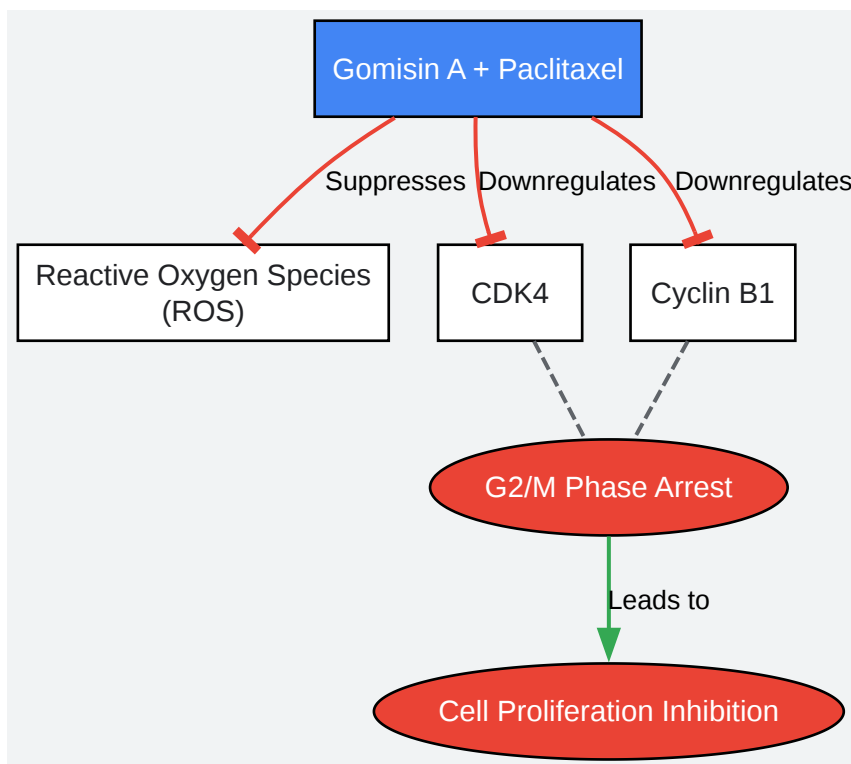 Gomisin A + Paclitaxel
Suppresses
Downregulates
Downregulates
Reactive Oxygen Species
(ROS)
CDK4
Cyclin B1
G2/M Phase Arrest
Leads to
Cell Proliferation Inhibition